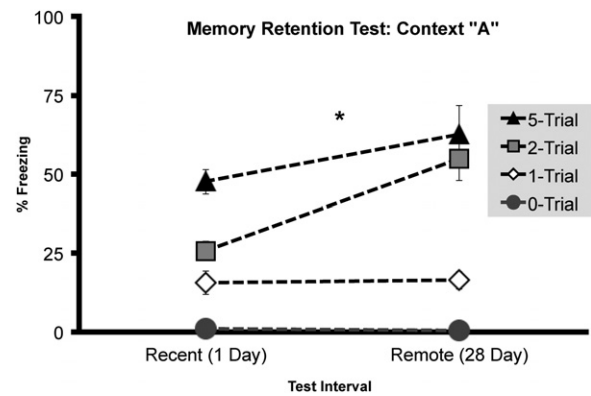 Memory Retention Test: Context "A"
100
75
50
25
0
% Freezing
*
5-Trial
2-Trial
1-Trial
0-Trial
Recent (1 Day)
Remote (28 Day)
Test Interval